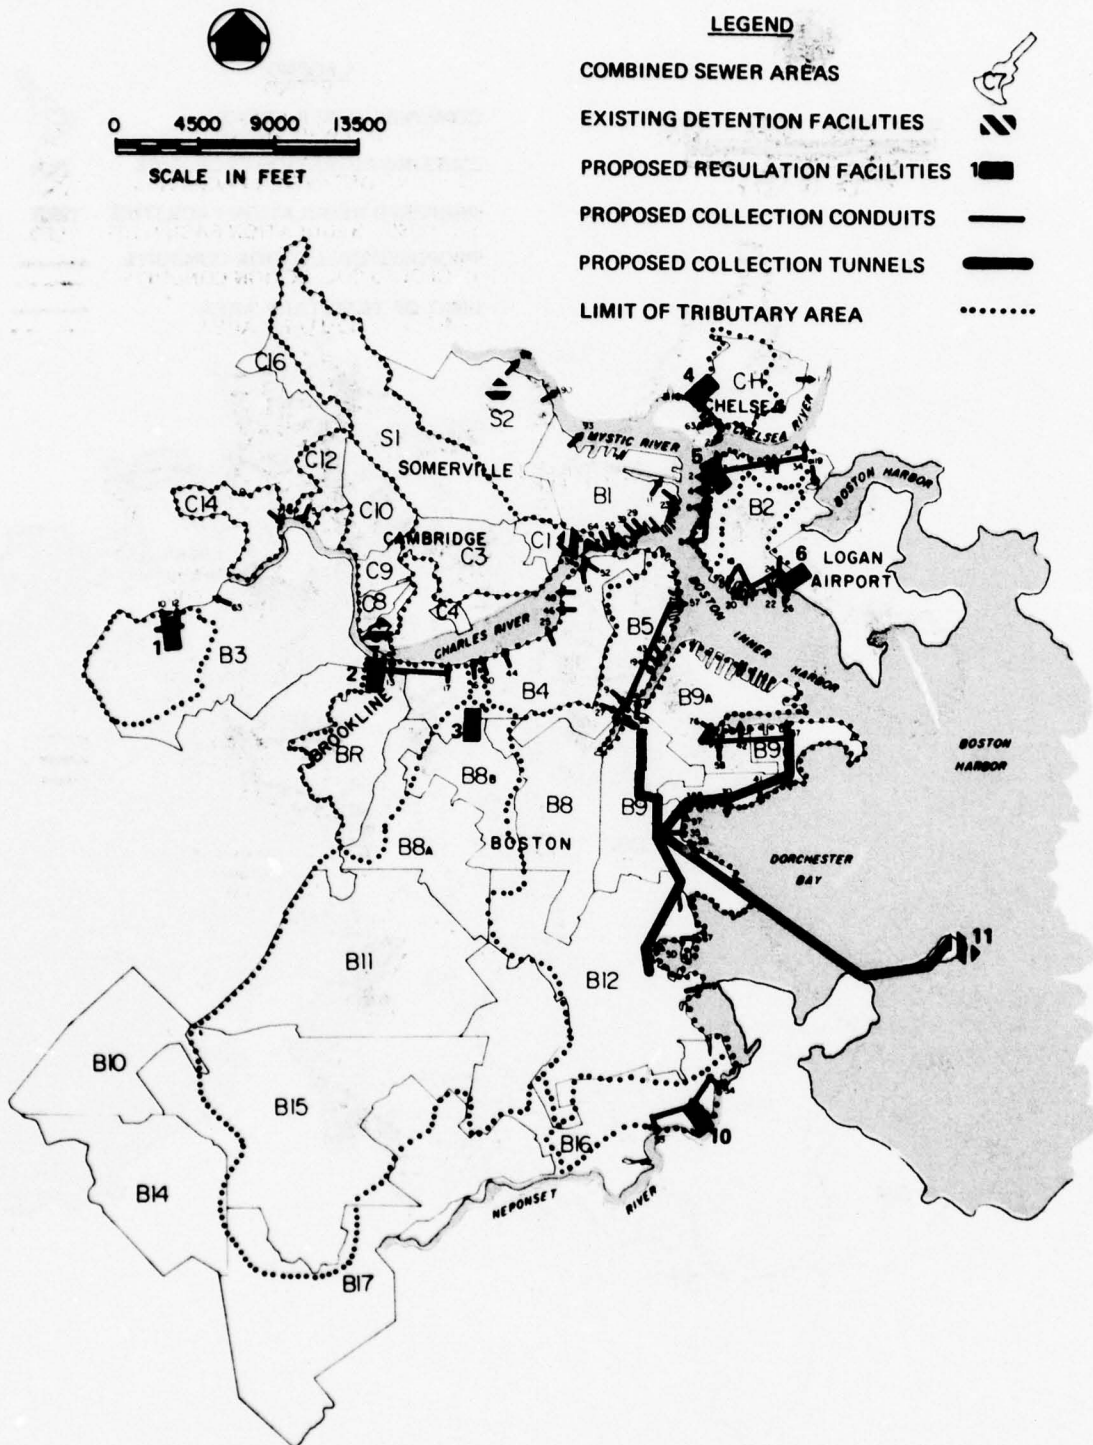 LEGEND
COMBINED SEWER AREAS
C7
EXISTING DETENTION FACILITIES
PROPOSED REGULATION FACILITIES 1
PROPOSED COLLECTION CONDUITS
PROPOSED COLLECTION TUNNELS
LIMIT OF TRIBUTARY AREA
0 4500 9000 13500
SCALE IN FEET
C16
S1
S2
SOMERVILLE
4
CH
CHELSEA
CHELSEA RIVER
MYSTIC RIVER
5
C12
C14
C10
B1
B2
BOSTON HARBOR
CAMBRIDGE
C3
C1
C9
C8
C4
6
LOGAN
AIRPORT
CHARLES RIVER
BOSTON INNER HARBOR
1
B3
2
B4
B5
B9A
3
BROOKLINE
BR
B8B
B8
B9
B9
BOSTON
HARBOR
B8A
BOSTON
DORCHESTER
BAY
11
B11
B12
B10
B15
B14
B16
10
NEPONSET RIVER
B17